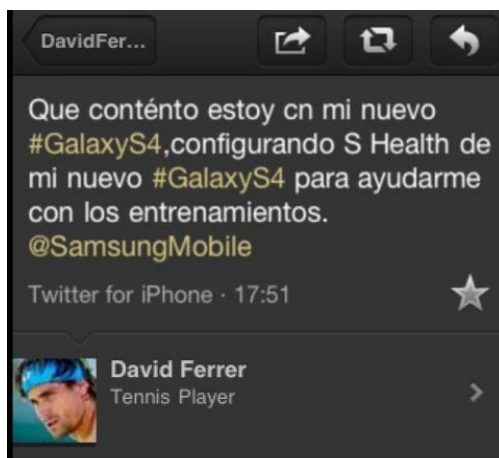 DavidFer...
Que conténto estoy cn mi nuevo
#GalaxyS4,configurando S Health de
mi nuevo #GalaxyS4 para ayudarme
con los entrenamientos.
@SamsungMobile
Twitter for iPhone · 17:51
David Ferrer
Tennis Player